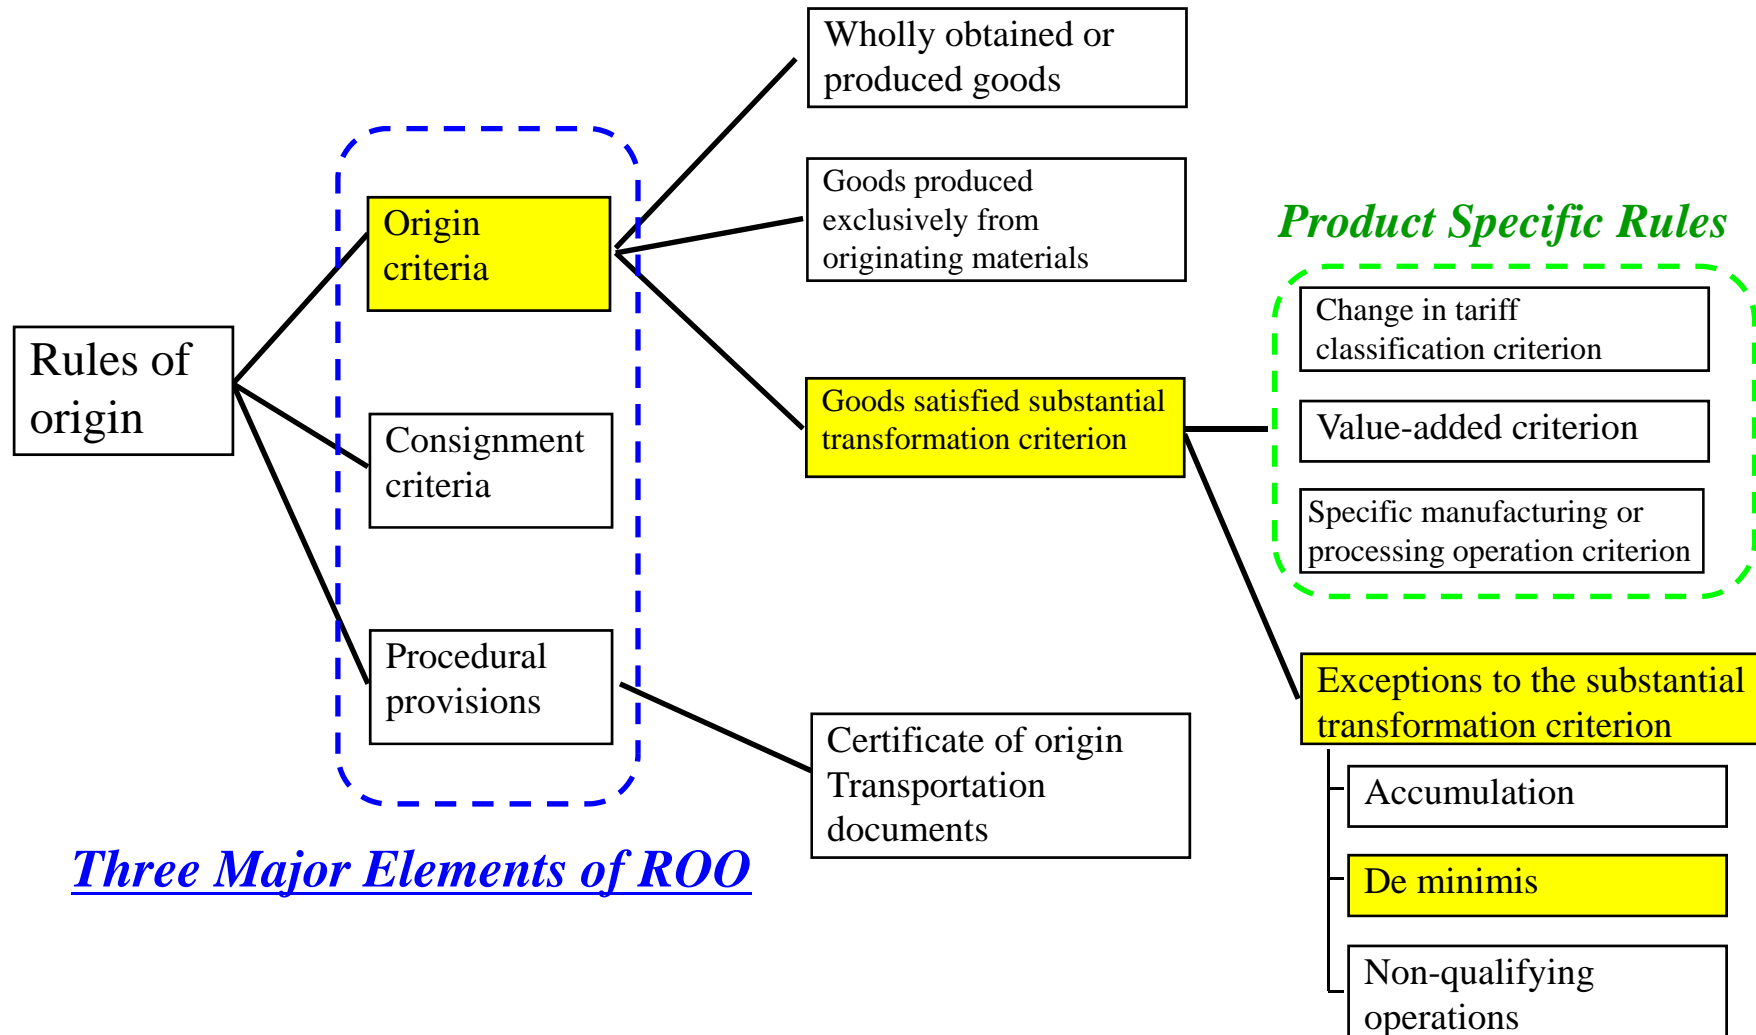 Rules of
origin
Origin
criteria
Consignment
criteria
Procedural
provisions
Three Major Elements of ROO
Wholly obtained or
produced goods
Goods produced
exclusively from
originating materials
Goods satisfied substantial
transformation criterion
Certificate of origin
Transportation
documents
Product Specific Rules
Change in tariff
classification criterion
Value-added criterion
Specific manufacturing or
processing operation criterion
Exceptions to the substantial
transformation criterion
Accumulation
De minimis
Non-qualifying
operations